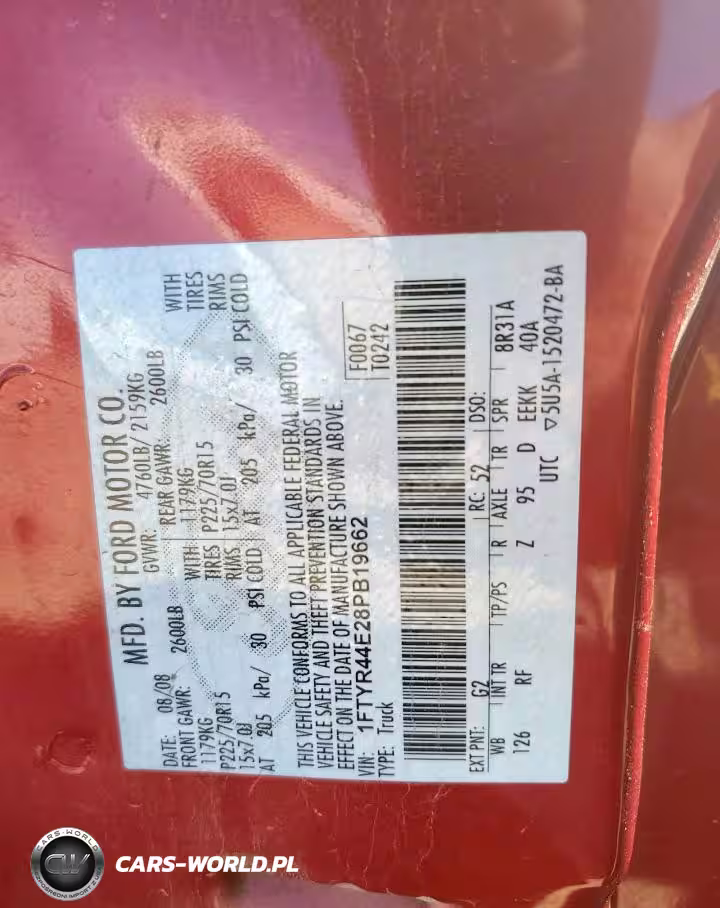 MFD. BY FORD MOTOR CO.
DATE: 08/08 GVWR: 4760LB/ 2159KG
FRONT GAWR: 2600LB REAR GAWR: 2600LB
1179KG WITH 1179KG WITH
P225/70R15 TIRES P225/70R15 TIRES
15x7.0J RIMS 15x7.0J RIMS
AT 205 kPa/ 30 PSI COLD AT 205 kPa/ 30 PSI COLD
THIS VEHICLE CONFORMS TO ALL APPLICABLE FEDERAL MOTOR
VEHICLE SAFETY AND THEFT PREVENTION STANDARDS IN
EFFECT ON THE DATE OF MANUFACTURE SHOWN ABOVE.
VIN: 1FTYR44E28PB19662 F0067
TYPE: Truck T0242
EXT PNT: G2 RC: 52 DSO:
WB INT TR TP/PS R AXLE TR SPR 8R31A
126 RF Z 95 D EEKK 40A
UTC ▽5U5A-1520472-BA
CARS-WORLD
CW
CARS-WORLD.PL